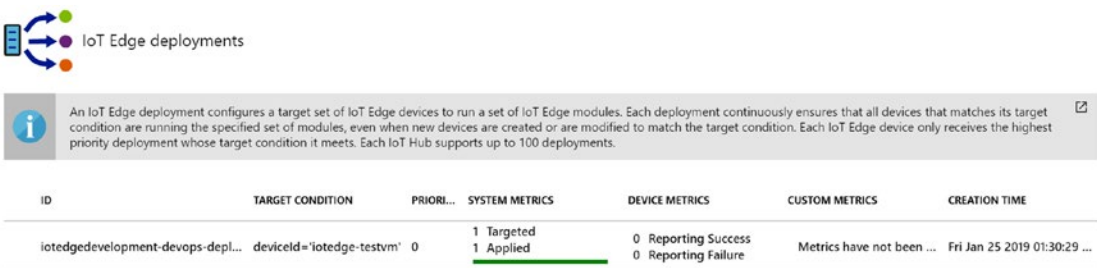 IoT Edge deployments
An IoT Edge deployment configures a target set of IoT Edge devices to run a set of IoT Edge modules. Each deployment continuously ensures that all devices that matches its target
condition are running the specified set of modules, even when new devices are created or are modified to match the target condition. Each IoT Edge device only receives the highest
priority deployment whose target condition it meets. Each IoT Hub supports up to 100 deployments.
ID TARGET CONDITION PRIORI... SYSTEM METRICS DEVICE METRICS CUSTOM METRICS CREATION TIME
1 Targeted 0 Reporting Success
iotedgedevelopment-devops-depl... deviceId='iotedge-testvm' 0 1 Applied 0 Reporting Failure Metrics have not been ... Fri Jan 25 2019 01:30:29 ...